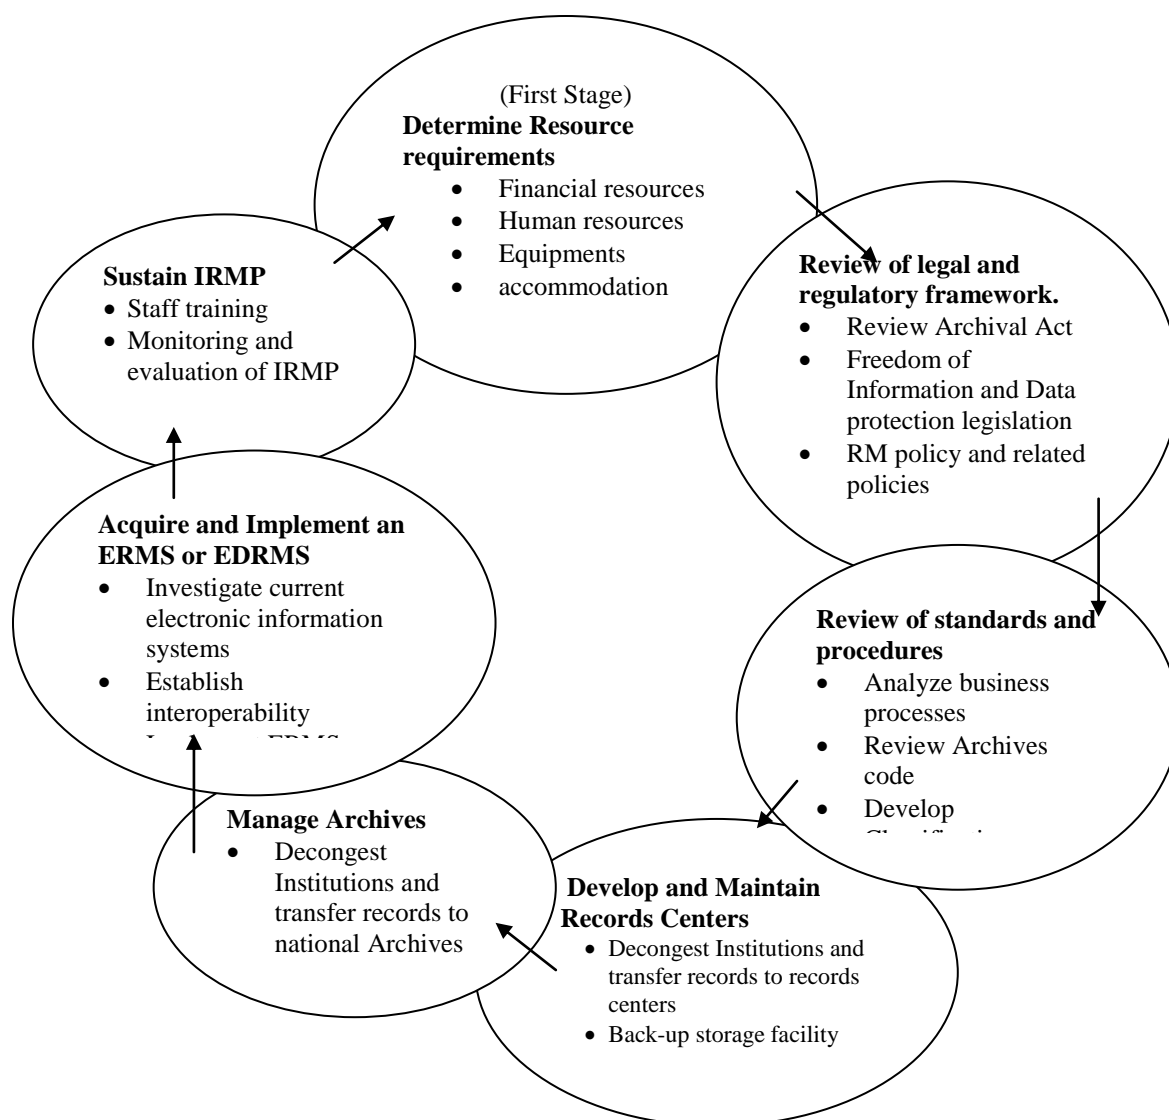 (First Stage)
Determine Resource
requirements
• Financial resources
• Human resources
• Equipments
• accommodation
Review of legal and
regulatory framework.
• Review Archival Act
• Freedom of
Information and Data
protection legislation
• RM policy and related
policies
Review of standards and
procedures
• Analyze business
processes
• Review Archives
code
• Develop
Develop and Maintain
Records Centers
• Decongest Institutions and
transfer records to records
centers
• Back-up storage facility
Manage Archives
• Decongest
Institutions and
transfer records to
national Archives
Acquire and Implement an
ERMS or EDRMS
• Investigate current
electronic information
systems
• Establish
interoperability
Sustain IRMP
• Staff training
• Monitoring and
evaluation of IRMP